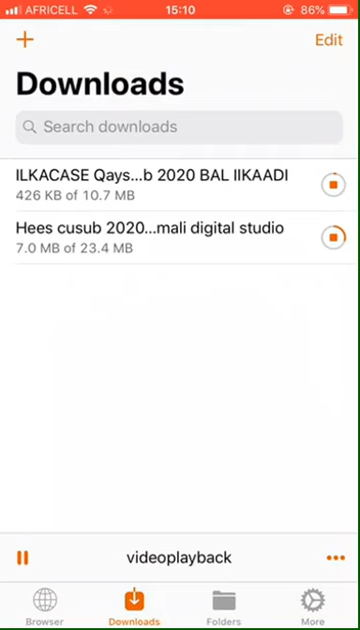 AFRICELL 15:10 86%
Edit
Downloads
Search downloads
ILKACASE Qays...b 2020 BAL IIKAADI
426 KB of 10.7 MB
Hees cusub 2020...mali digital studio
7.0 MB of 23.4 MB
videoplayback
Browser Downloads Folders More